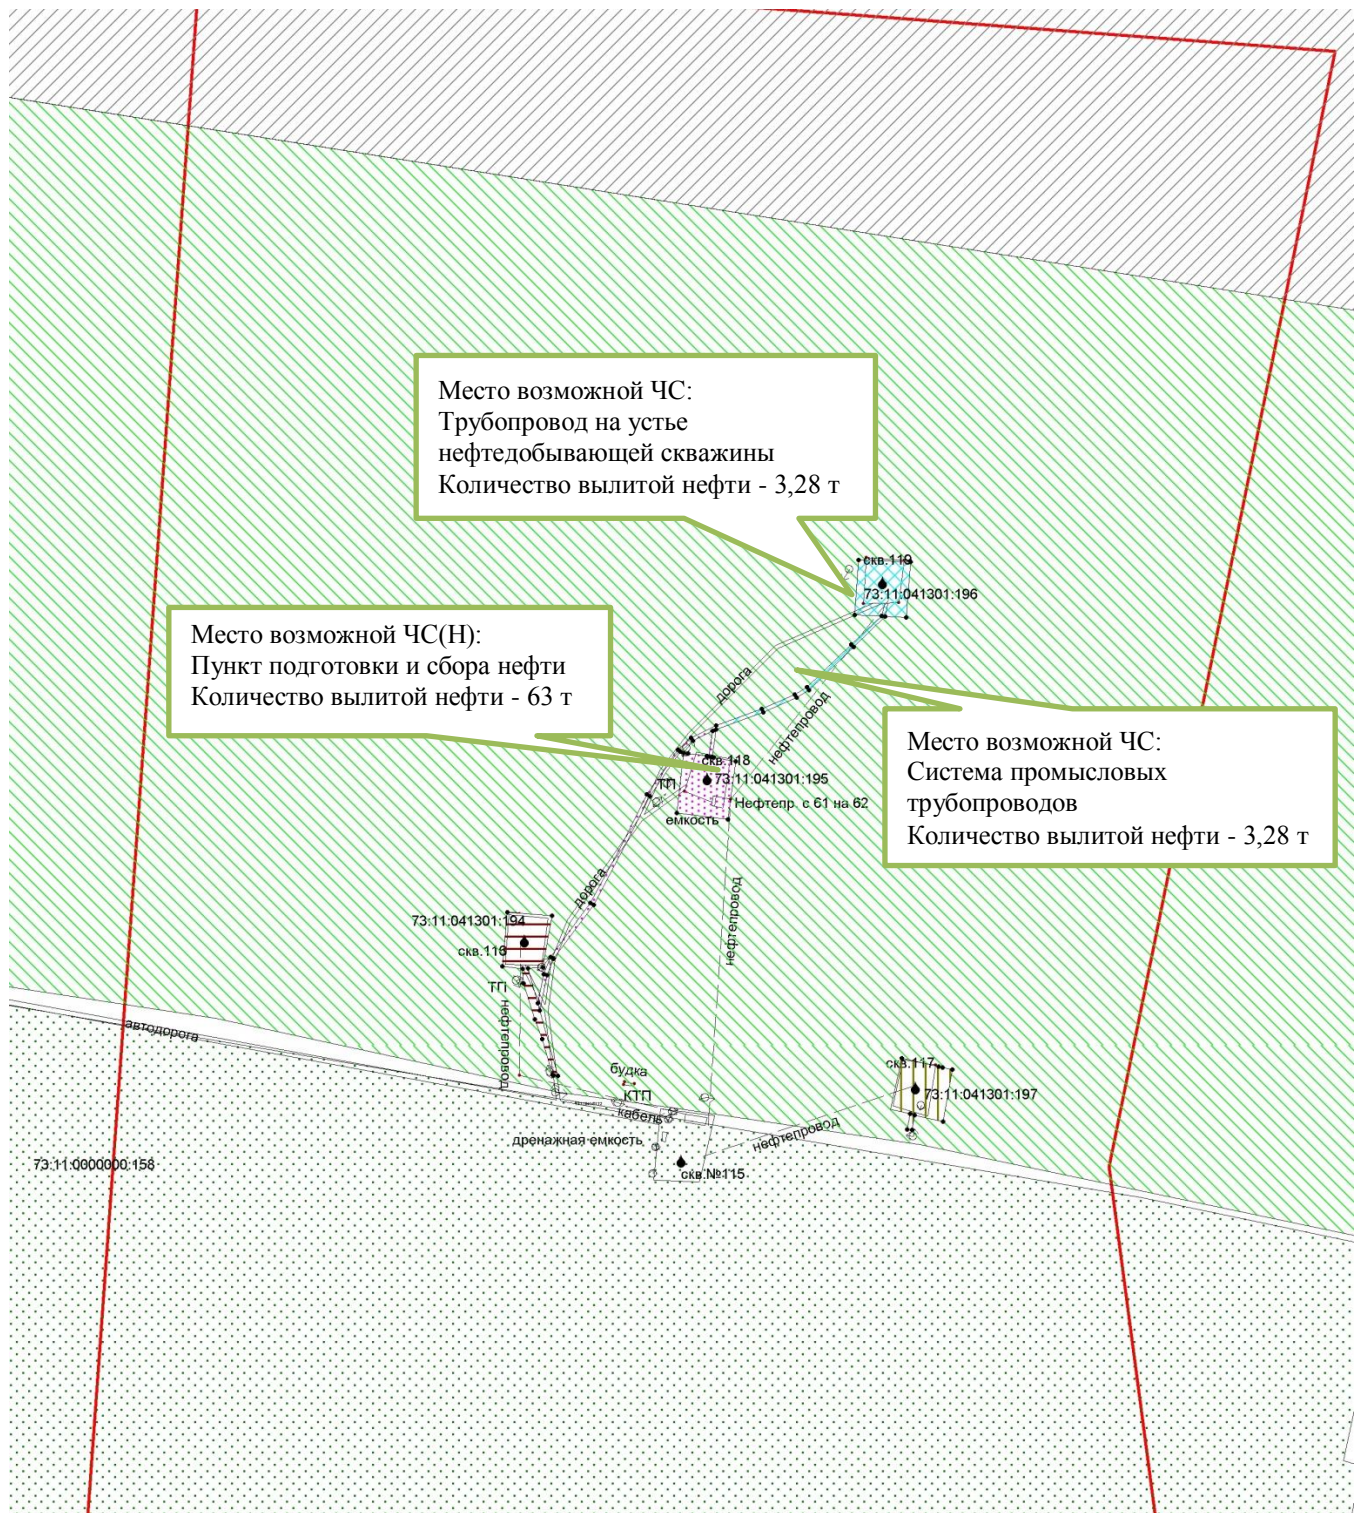 Место возможной ЧС:
Трубопровод на устье
нефтедобывающей скважины
Количество вылитой нефти - 3,28 т
скв.119
73:11:041301:196
Место возможной ЧС(Н):
Пункт подготовки и сбора нефти
Количество вылитой нефти - 63 т
дорога
нефтепровод
Место возможной ЧС:
Система промысловых
трубопроводов
Количество вылитой нефти - 3,28 т
скв.118
ТП
73:11:041301:195
Нефтепр. с 61 на 62
емкость
дорога
нефтепровод
73:11:041301:194
скв.116
ТП
нефтепровод
автодорога
будка
КТП
кабель
скв.117
73:11:041301:197
дренажная емкость
нефтепровод
73:11:0000000:158
скв.№115